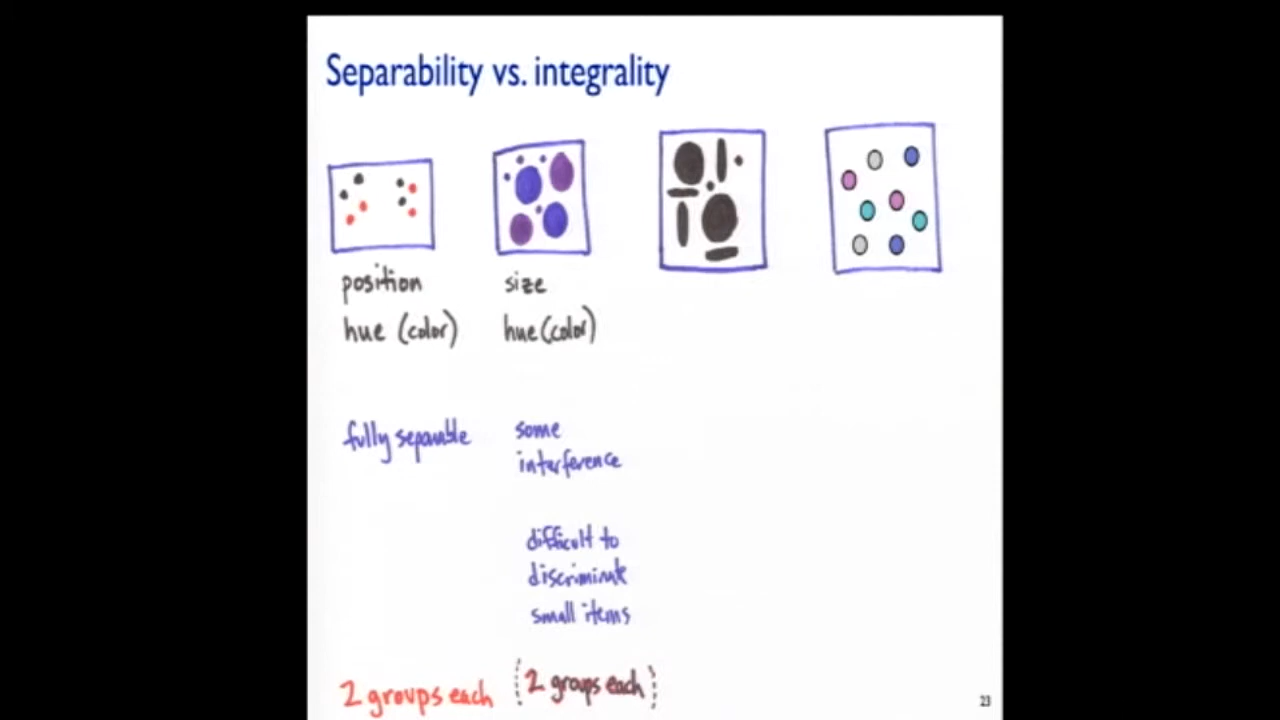 Separability vs. integrality
position
hue (color)
size
hue (color)
fully separable
some
interference
difficult to
discriminate
small items
2 groups each
(2 groups each)
23